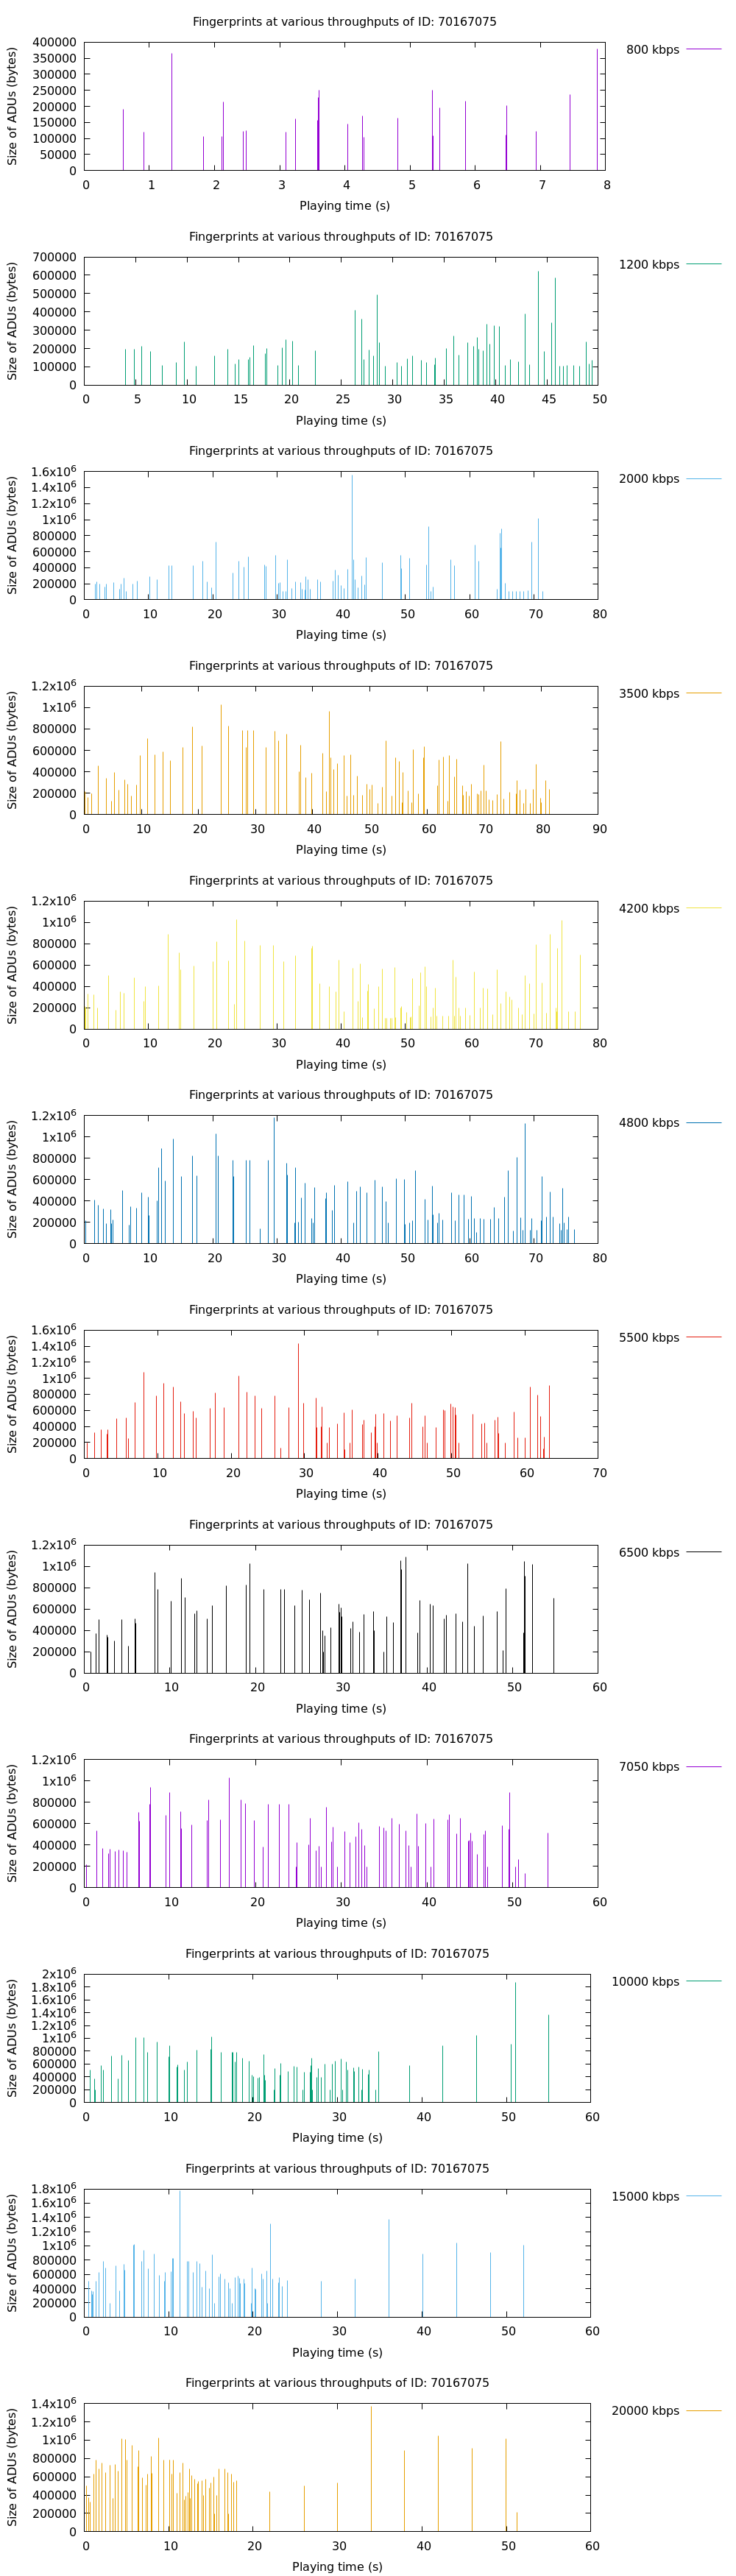 Fingerprints at various throughputs of ID: 70167075
800 kbps
Size of ADUs (bytes)
400000
350000
300000
250000
200000
150000
100000
50000
0
0 1 2 3 4 5 6 7 8
Playing time (s)
Fingerprints at various throughputs of ID: 70167075
1200 kbps
Size of ADUs (bytes)
700000
600000
500000
400000
300000
200000
100000
0
0 5 10 15 20 25 30 35 40 45 50
Playing time (s)
Fingerprints at various throughputs of ID: 70167075
2000 kbps
Size of ADUs (bytes)
1.6x10⁶
1.4x10⁶
1.2x10⁶
1x10⁶
800000
600000
400000
200000
0
0 10 20 30 40 50 60 70 80
Playing time (s)
Fingerprints at various throughputs of ID: 70167075
3500 kbps
Size of ADUs (bytes)
1.2x10⁶
1x10⁶
800000
600000
400000
200000
0
0 10 20 30 40 50 60 70 80 90
Playing time (s)
Fingerprints at various throughputs of ID: 70167075
4200 kbps
Size of ADUs (bytes)
1.2x10⁶
1x10⁶
800000
600000
400000
200000
0
0 10 20 30 40 50 60 70 80
Playing time (s)
Fingerprints at various throughputs of ID: 70167075
4800 kbps
Size of ADUs (bytes)
1.2x10⁶
1x10⁶
800000
600000
400000
200000
0
0 10 20 30 40 50 60 70 80
Playing time (s)
Fingerprints at various throughputs of ID: 70167075
5500 kbps
Size of ADUs (bytes)
1.6x10⁶
1.4x10⁶
1.2x10⁶
1x10⁶
800000
600000
400000
200000
0
0 10 20 30 40 50 60 70
Playing time (s)
Fingerprints at various throughputs of ID: 70167075
6500 kbps
Size of ADUs (bytes)
1.2x10⁶
1x10⁶
800000
600000
400000
200000
0
0 10 20 30 40 50 60
Playing time (s)
Fingerprints at various throughputs of ID: 70167075
7050 kbps
Size of ADUs (bytes)
1.2x10⁶
1x10⁶
800000
600000
400000
200000
0
0 10 20 30 40 50 60
Playing time (s)
Fingerprints at various throughputs of ID: 70167075
10000 kbps
Size of ADUs (bytes)
2x10⁶
1.8x10⁶
1.6x10⁶
1.4x10⁶
1.2x10⁶
1x10⁶
800000
600000
400000
200000
0
0 10 20 30 40 50 60
Playing time (s)
Fingerprints at various throughputs of ID: 70167075
15000 kbps
Size of ADUs (bytes)
1.8x10⁶
1.6x10⁶
1.4x10⁶
1.2x10⁶
1x10⁶
800000
600000
400000
200000
0
0 10 20 30 40 50 60
Playing time (s)
Fingerprints at various throughputs of ID: 70167075
20000 kbps
Size of ADUs (bytes)
1.4x10⁶
1.2x10⁶
1x10⁶
800000
600000
400000
200000
0
0 10 20 30 40 50 60
Playing time (s)